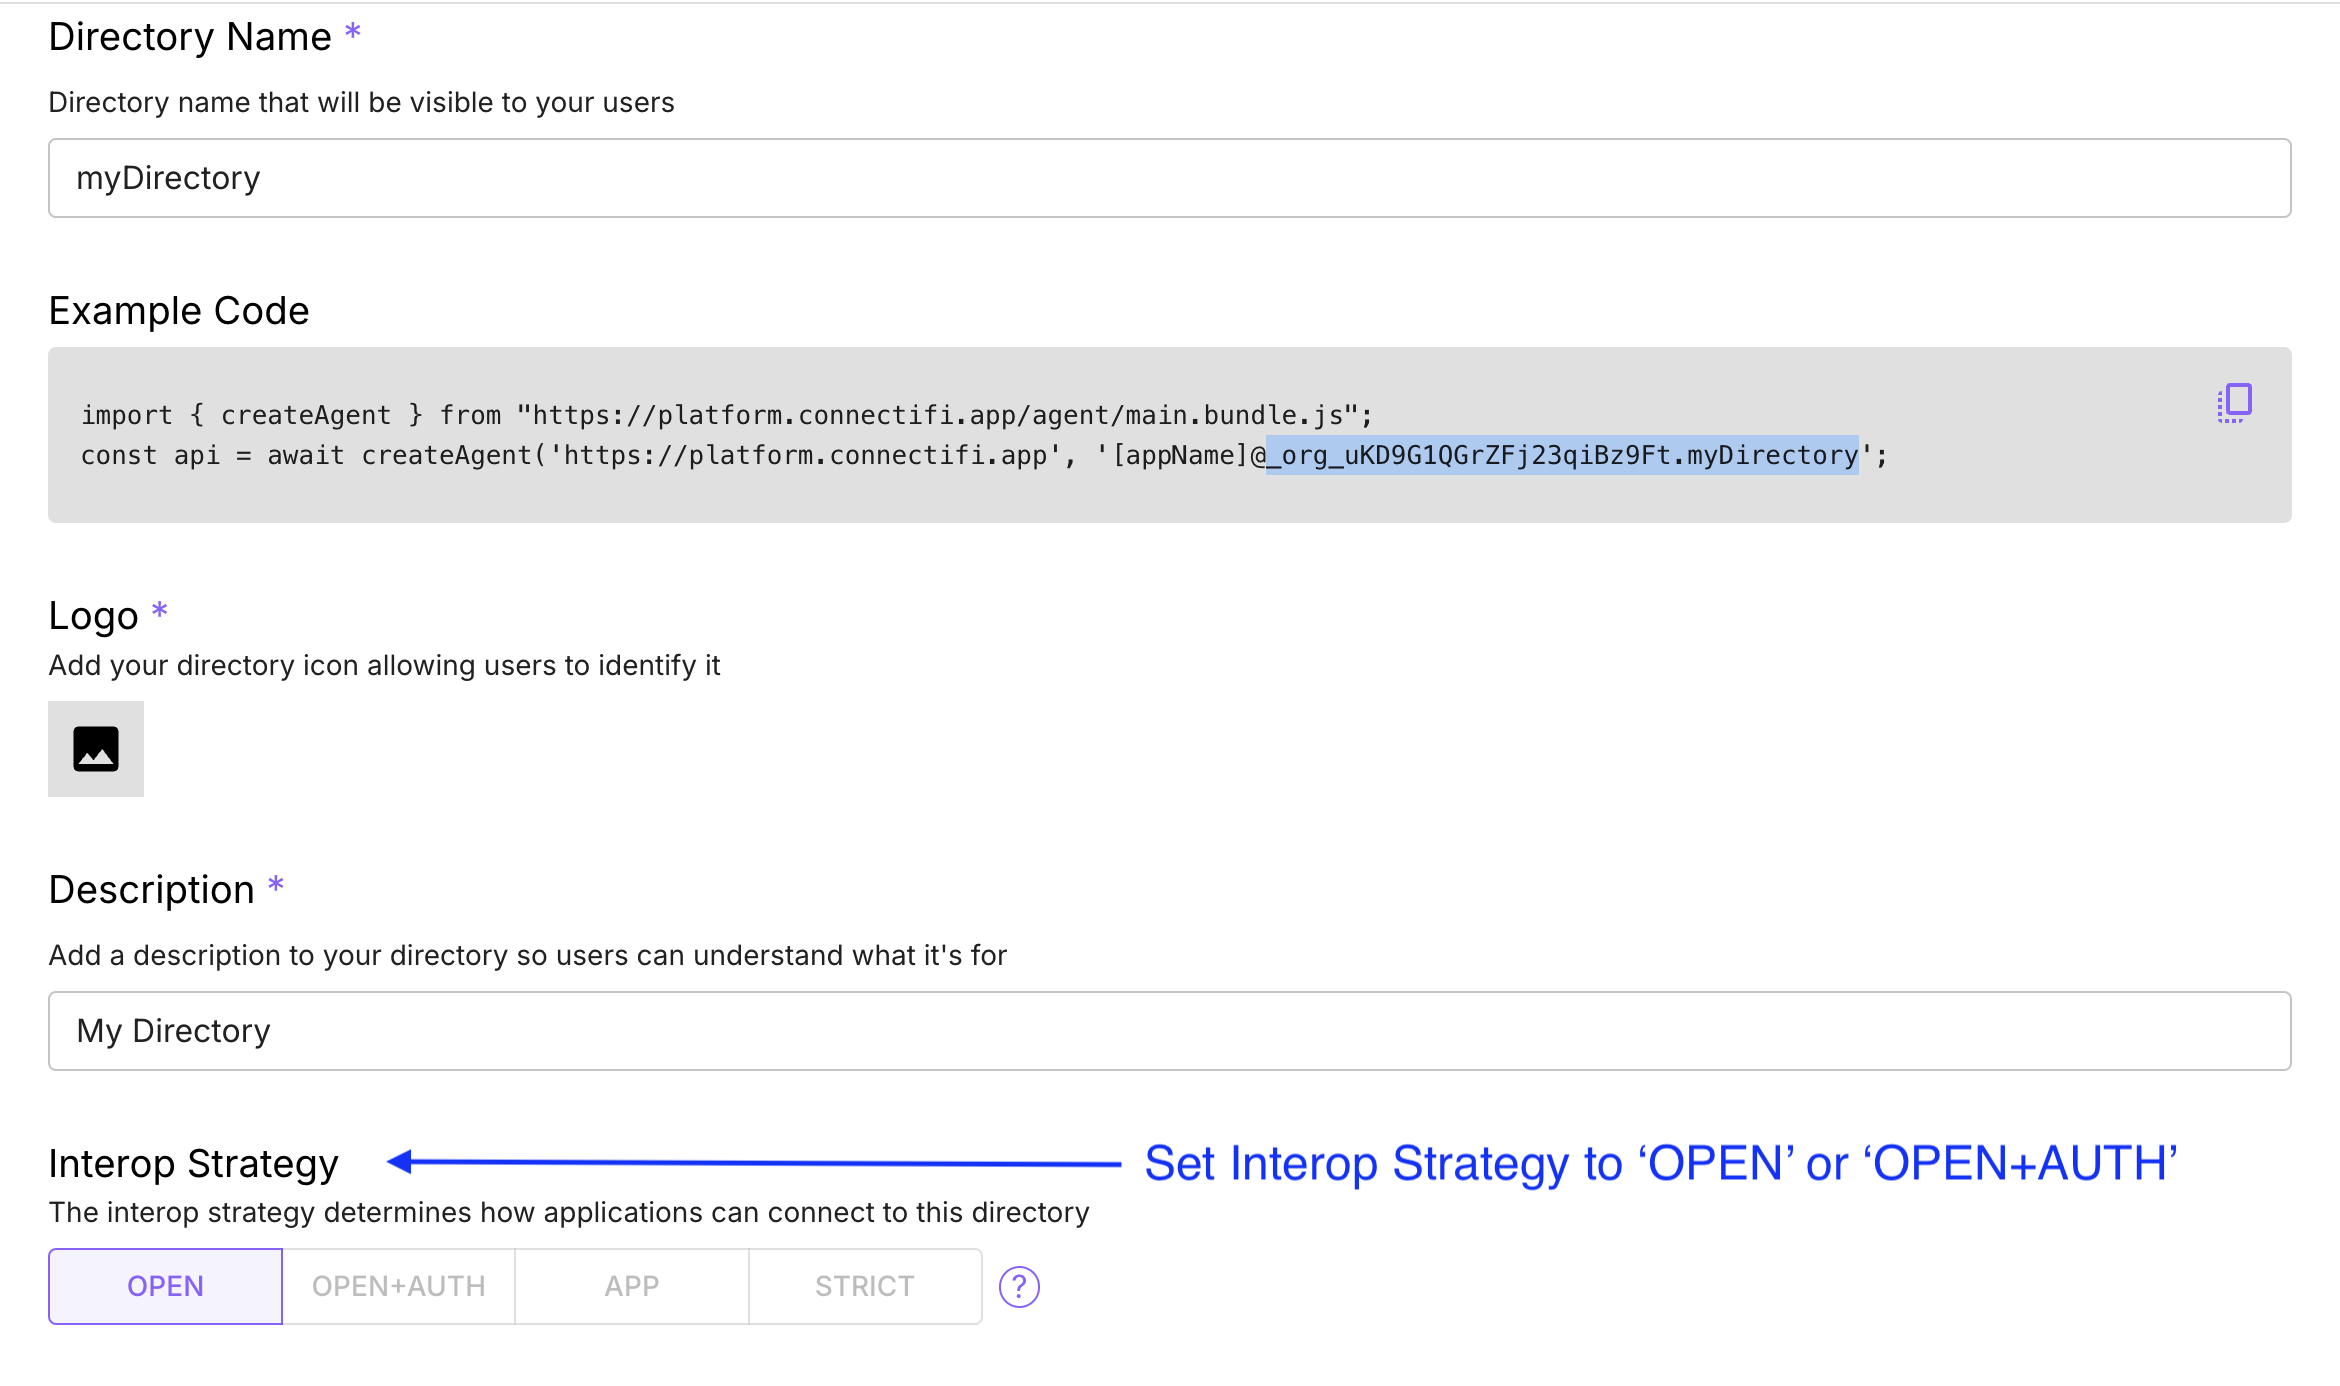 Directory Name *
Directory name that will be visible to your users
myDirectory
Example Code
import { createAgent } from "https://platform.connectifi.app/agent/main.bundle.js";
const api = await createAgent('https://platform.connectifi.app', '[appName]@_org_uKD9G1QGrZFj23qiBz9Ft.myDirectory';
Logo *
Add your directory icon allowing users to identify it
Description *
Add a description to your directory so users can understand what it's for
My Directory
Interop Strategy
Set Interop Strategy to ‘OPEN’ or ‘OPEN+AUTH’
The interop strategy determines how applications can connect to this directory
OPEN OPEN+AUTH APP STRICT ?